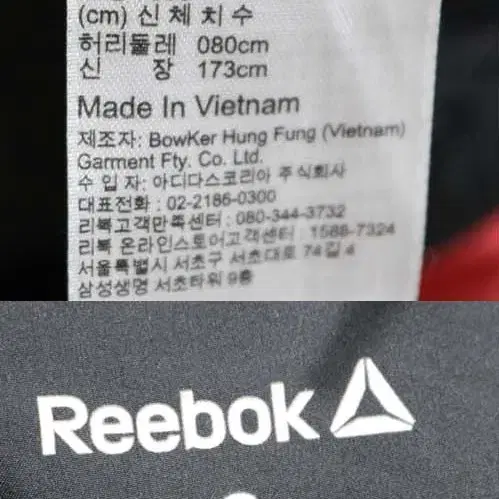 (cm) 신 체 치 수
허리둘레 080cm
신 장 173cm
Made In Vietnam
제조자: BowKer Hung Fung (Vietnam)
Garment Fty. Co. Ltd.
수 입 자: 아디다스코리아 주식회사
대표전화 : 02-2186-0300
리복고객만족센터 : 080-344-3732
리복 온라인스토어고객센터 : 1588-7324
서울특별시 서초구 서초대로 74길 4
삼성생명 서초타워 9층
Reebok